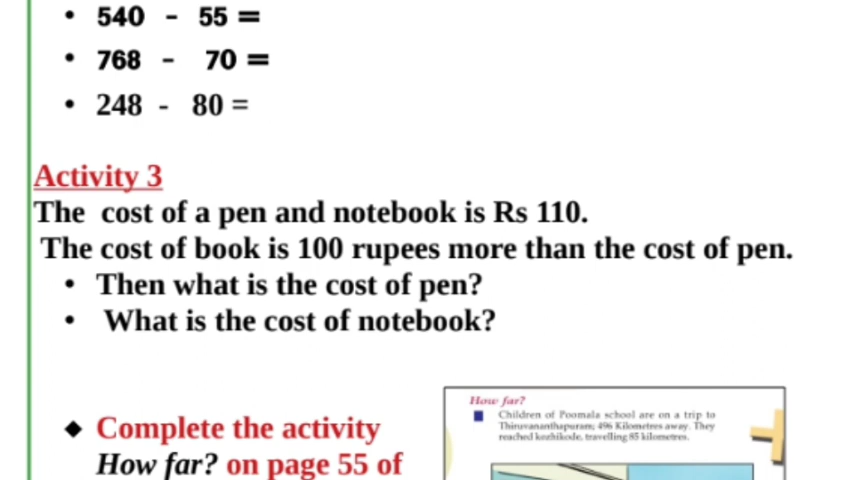 • 540 - 55 =
• 768 - 70 =
• 248 - 80 =
Activity 3
The cost of a pen and notebook is Rs 110.
The cost of book is 100 rupees more than the cost of pen.
• Then what is the cost of pen?
• What is the cost of notebook?
◆ Complete the activity
How far? on page 55 of
How far?
Children of Poomala school are on a trip to
Thiruvananthapuram; 496 Kilometres away. They
reached kozhikode, travelling 85 kilometres.